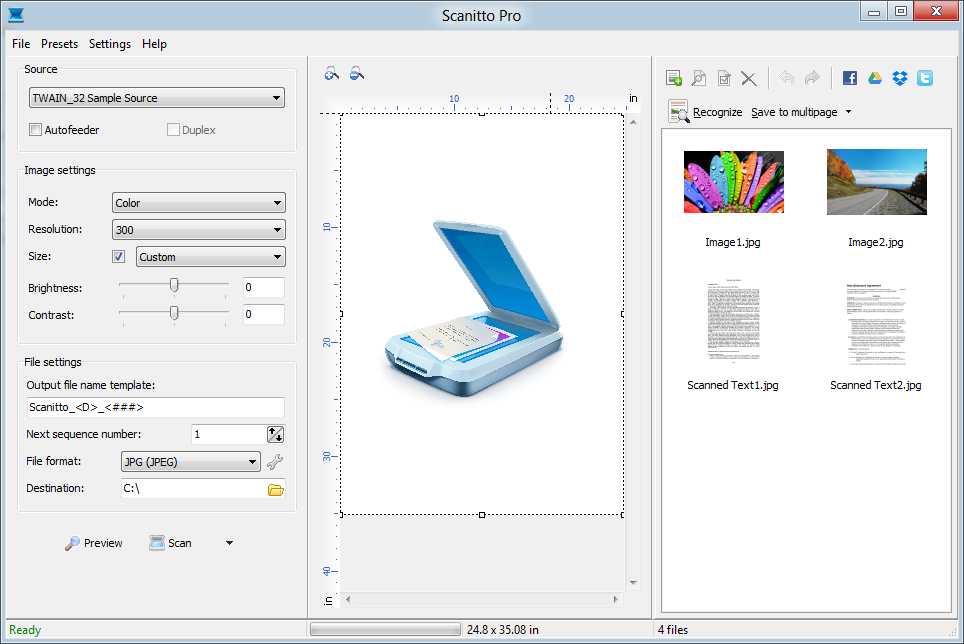 Scanitto Pro
File Presets Settings Help
Source
TWAIN_32 Sample Source
Autofeeder Duplex
Image settings
Mode: Color
Resolution: 300
Size: Custom
Brightness: 0
Contrast: 0
File settings
Output file name template:
Scanitto_<D>_<###>
Next sequence number: 1
File format: JPG (JPEG)
Destination: C:\
Preview Scan
10 20 in
10
20
30
40
in
Recognize Save to multipage
Image1.jpg Image2.jpg
Scanned Text1.jpg Scanned Text2.jpg
Ready 24.8 x 35.08 in 4 files